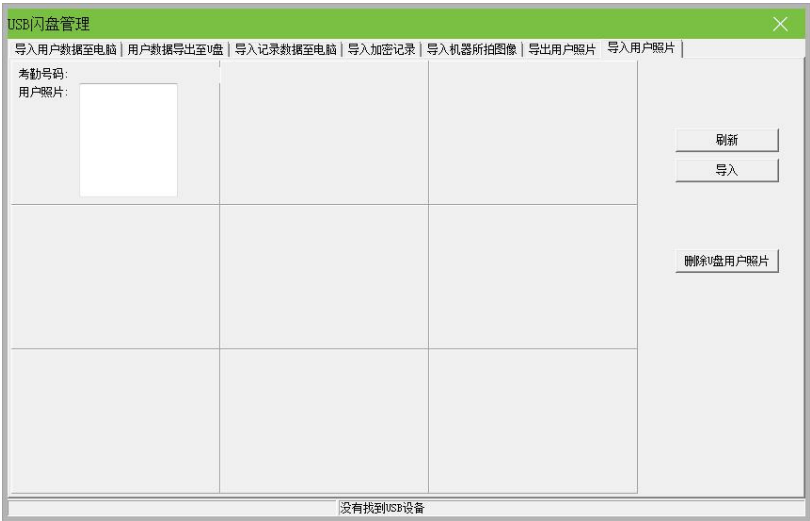 USB闪盘管理
导入用户数据至电脑 用户数据导出至U盘 导入记录数据至电脑 导入加密记录 导入机器所拍图像 导出用户照片 导入用户照片
考勤号码:
用户照片:
刷新
导入
删除U盘用户照片
没有找到USB设备